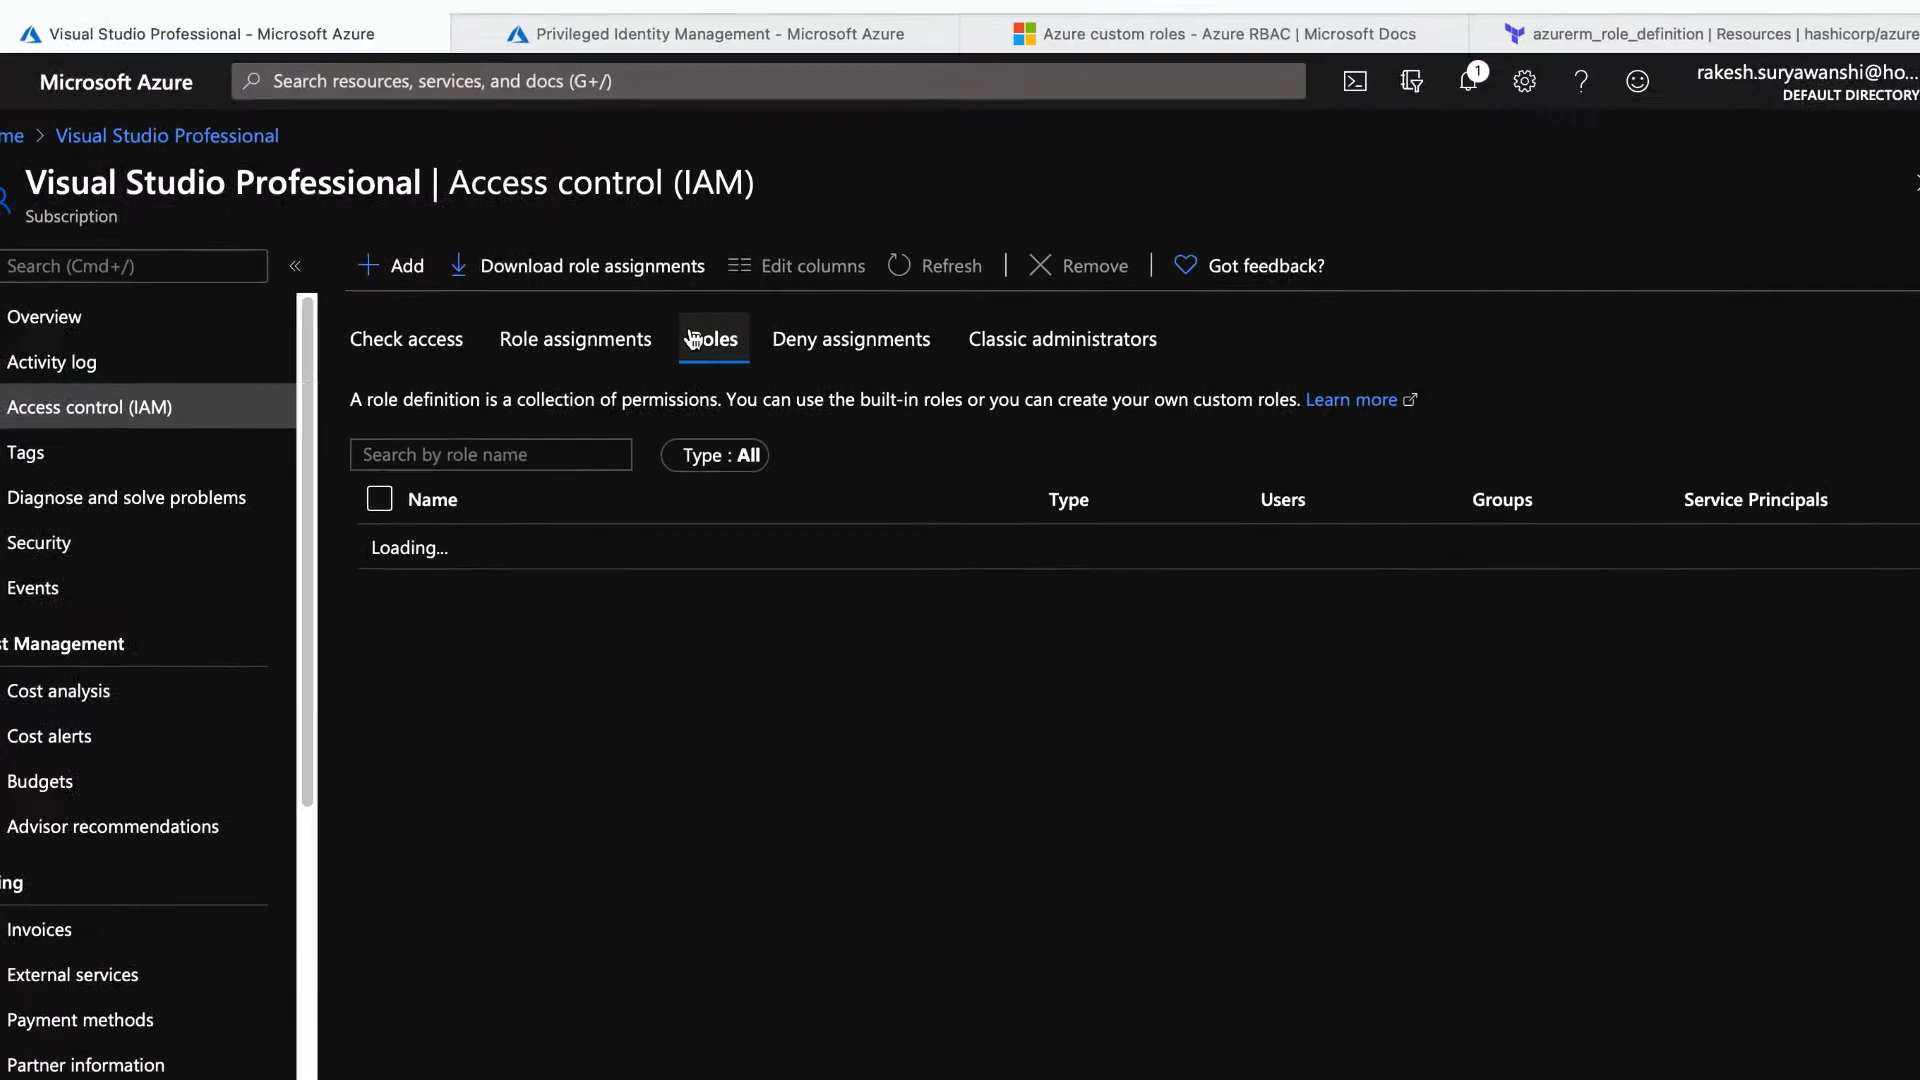 Visual Studio Professional - Microsoft Azure
Privileged Identity Management - Microsoft Azure
Azure custom roles - Azure RBAC | Microsoft Docs
azurerm_role_definition | Resources | hashicorp/azure
Microsoft Azure
Search resources, services, and docs (G+/)
1
rakesh.suryawanshi@ho...
DEFAULT DIRECTORY
me > Visual Studio Professional
Visual Studio Professional | Access control (IAM)
Subscription
Search (Cmd+/)
«
Add
Download role assignments
Edit columns
Refresh
Remove
Got feedback?
Overview
Activity log
Access control (IAM)
Tags
Diagnose and solve problems
Security
Events
st Management
Cost analysis
Cost alerts
Budgets
Advisor recommendations
ing
Invoices
External services
Payment methods
Partner information
Check access
Role assignments
oles
Deny assignments
Classic administrators
A role definition is a collection of permissions. You can use the built-in roles or you can create your own custom roles. Learn more
Search by role name
Type : All
Name
Type
Users
Groups
Service Principals
Loading...